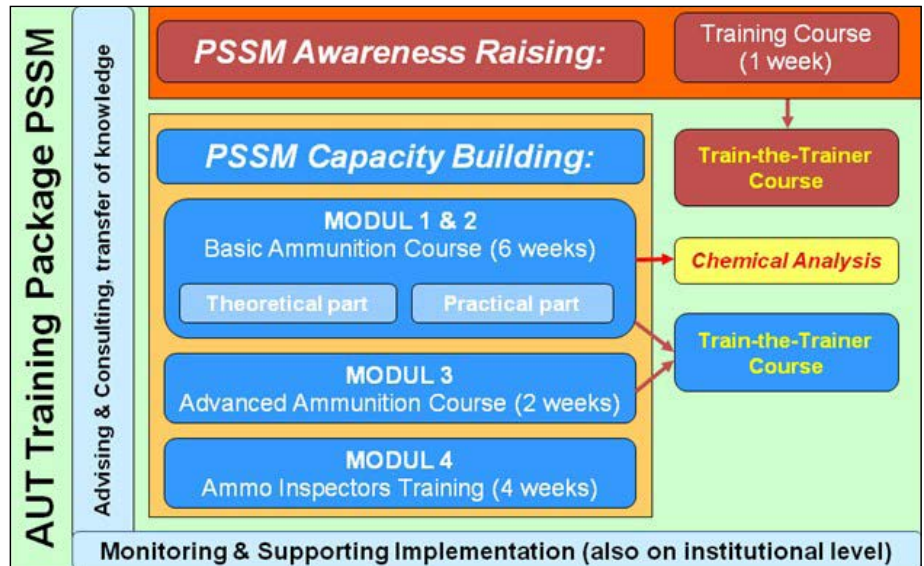 AUT Training Package PSSM
Advising & Consulting, transfer of knowledge
PSSM Awareness Raising:
Training Course
(1 week)
Train-the-Trainer
Course
PSSM Capacity Building:
MODUL 1 & 2
Basic Ammunition Course (6 weeks)
Theoretical part
Practical part
Chemical Analysis
Train-the-Trainer
Course
MODUL 3
Advanced Ammunition Course (2 weeks)
MODUL 4
Ammo Inspectors Training (4 weeks)
Monitoring & Supporting Implementation (also on institutional level)